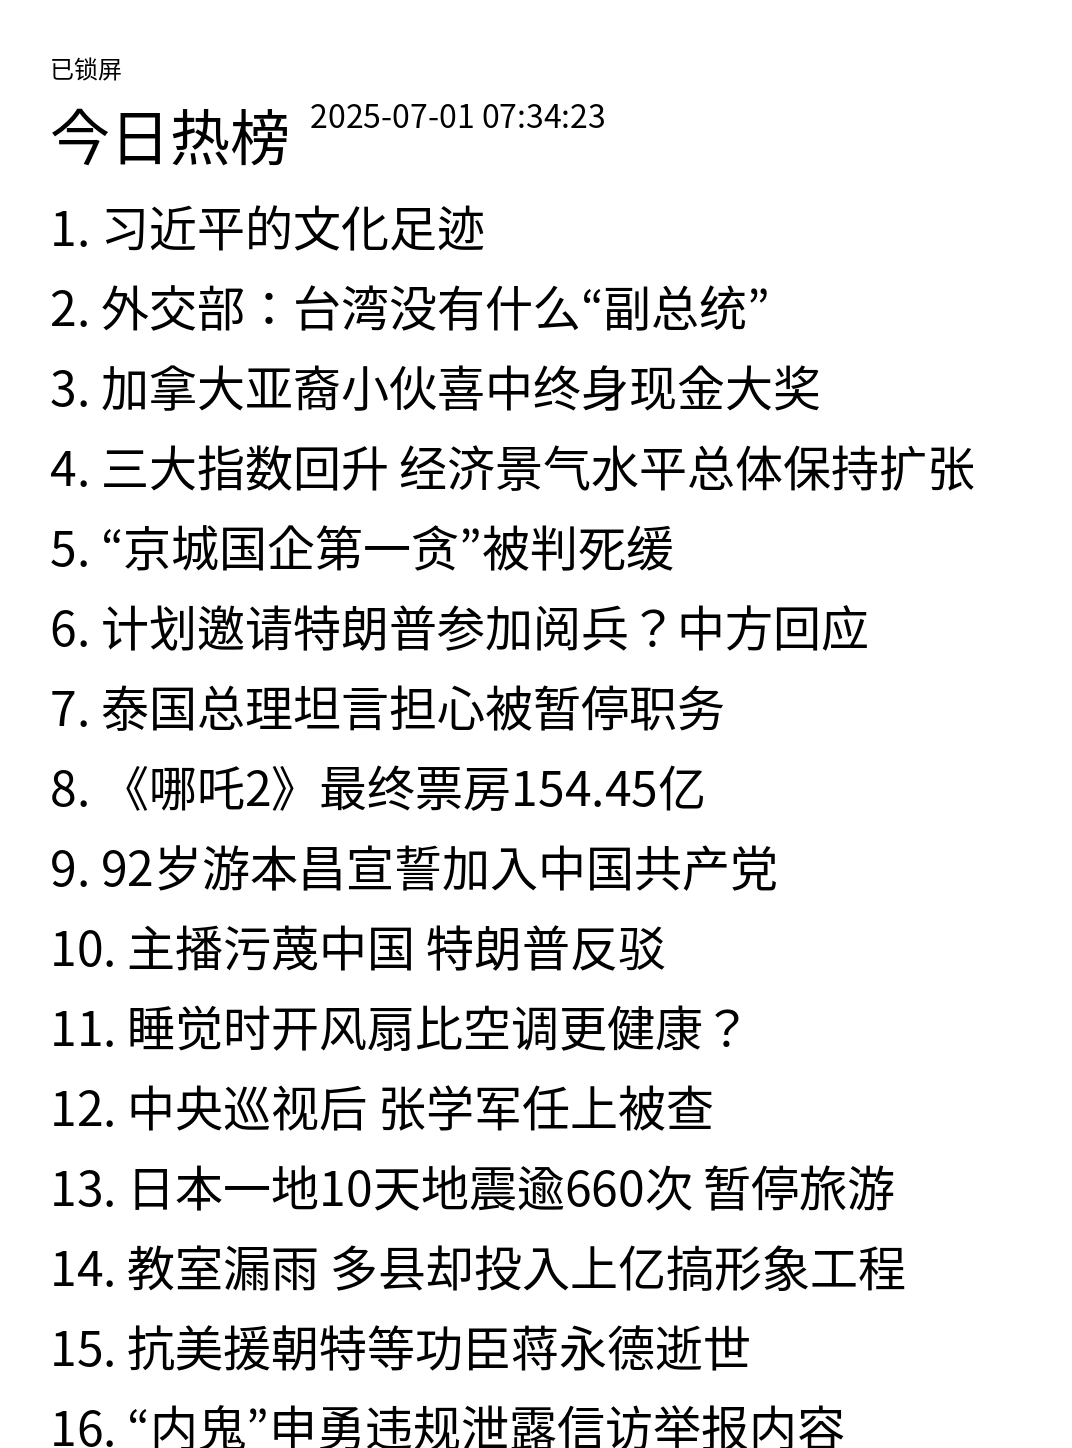 已锁屏
今日热榜 2025-07-01 07:34:23
1. 习近平的文化足迹
2. 外交部：台湾没有什么“副总统”
3. 加拿大亚裔小伙喜中终身现金大奖
4. 三大指数回升 经济景气水平总体保持扩张
5. “京城国企第一贪”被判死缓
6. 计划邀请特朗普参加阅兵？中方回应
7. 泰国总理坦言担心被暂停职务
8. 《哪吒2》最终票房154.45亿
9. 92岁游本昌宣誓加入中国共产党
10. 主播污蔑中国 特朗普反驳
11. 睡觉时开风扇比空调更健康？
12. 中央巡视后 张学军任上被查
13. 日本一地10天地震逾660次 暂停旅游
14. 教室漏雨 多县却投入上亿搞形象工程
15. 抗美援朝特等功臣蒋永德逝世
16. “内鬼”申勇违规泄露信访举报内容